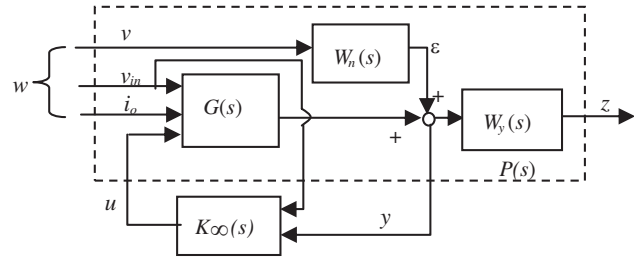 v
W_n(s)
ε
w
v_in
i_o
G(s)
+
+
W_y(s)
z
P(s)
u
K∞(s)
y